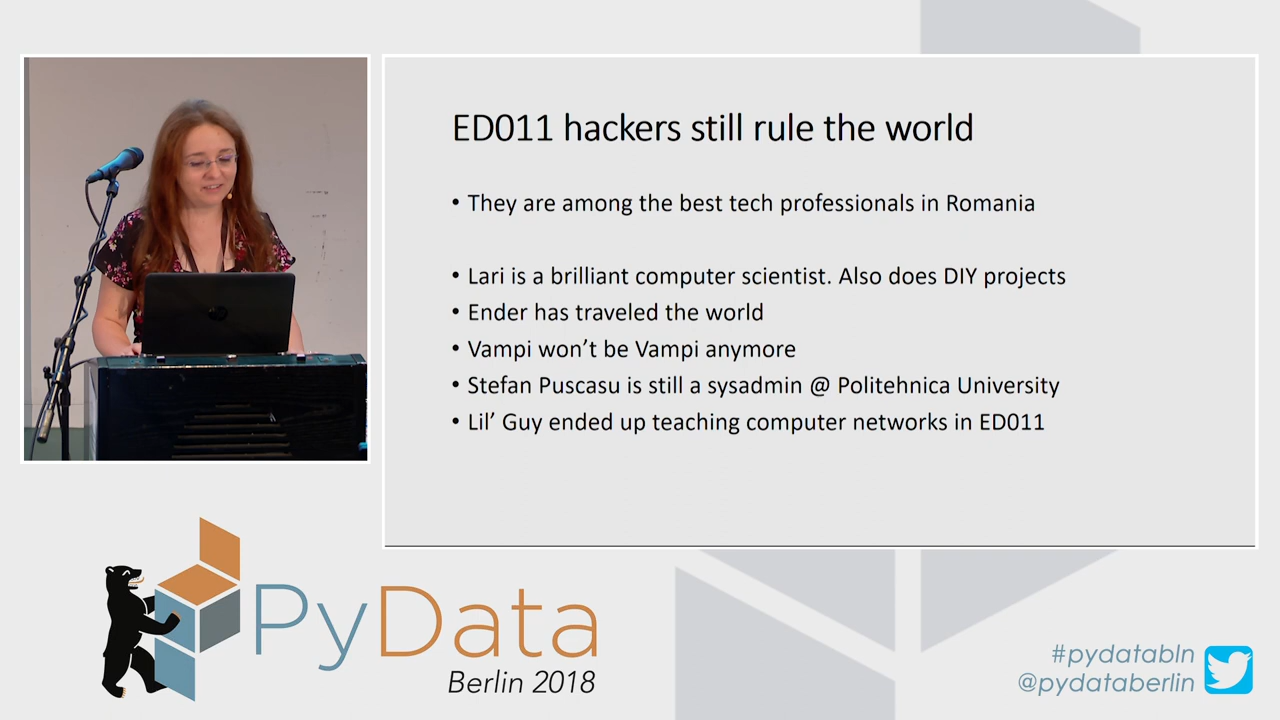 ED011 hackers still rule the world
• They are among the best tech professionals in Romania
• Lari is a brilliant computer scientist. Also does DIY projects
• Ender has traveled the world
• Vampi won’t be Vampi anymore
• Stefan Puscasu is still a sysadmin @ Politehnica University
• Lil’ Guy ended up teaching computer networks in ED011
PyData
Berlin 2018
#pydatabln
@pydataberlin